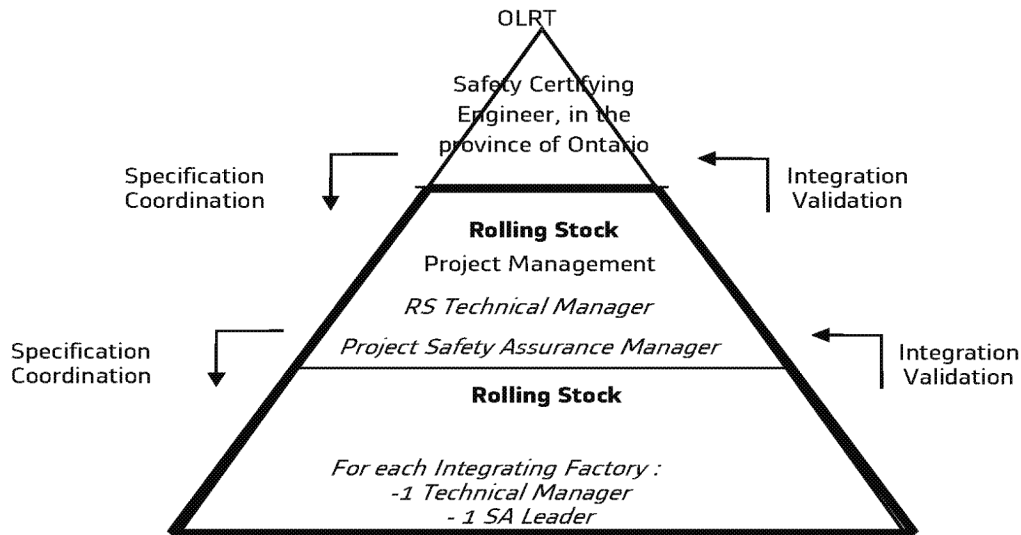 OLRT
Safety Certifying
Engineer, in the
province of Ontario
Specification
Coordination
Integration
Validation
Rolling Stock
Project Management
RS Technical Manager
Project Safety Assurance Manager
Specification
Coordination
Integration
Validation
Rolling Stock
For each Integrating Factory :
-1 Technical Manager
- 1 SA Leader